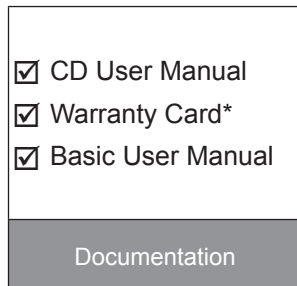 ☑ CD User Manual
☑ Warranty Card*
☑ Basic User Manual
Documentation